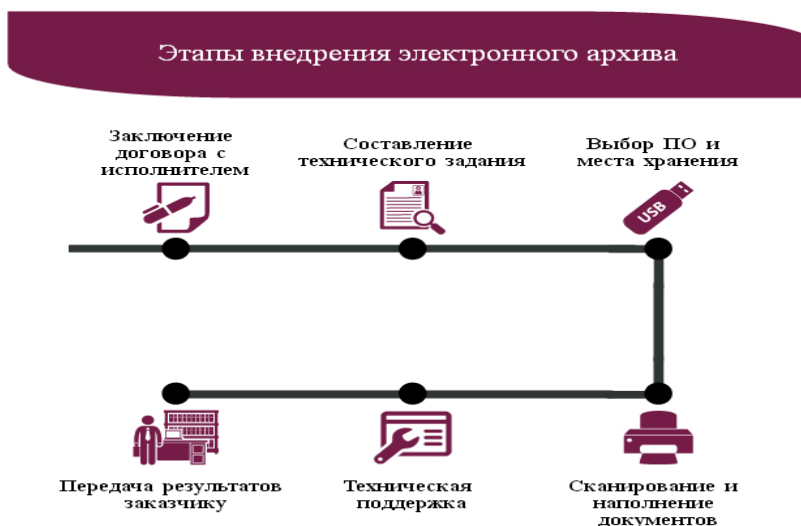 Этапы внедрения электронного архива
Заключение
договора с
исполнителем
Составление
технического задания
Выбор ПО и
места хранения
USB
Передача результатов
заказчику
Техническая
поддержка
Сканирование и
наполнение
документов